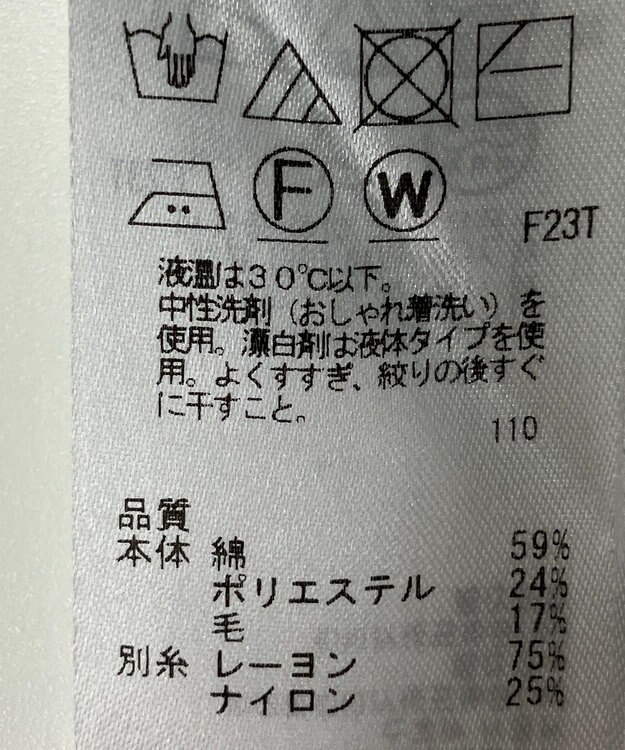 F W
F23T
液温は30℃以下。
中性洗剤（おしゃれ着洗い）を
使用。漂白剤は液体タイプを使
用。よくすすぎ、絞りの後すぐ
に干すこと。
110
品質
本体 綿 59%
ポリエステル 24%
毛 17%
別糸 レーヨン 75%
ナイロン 25%